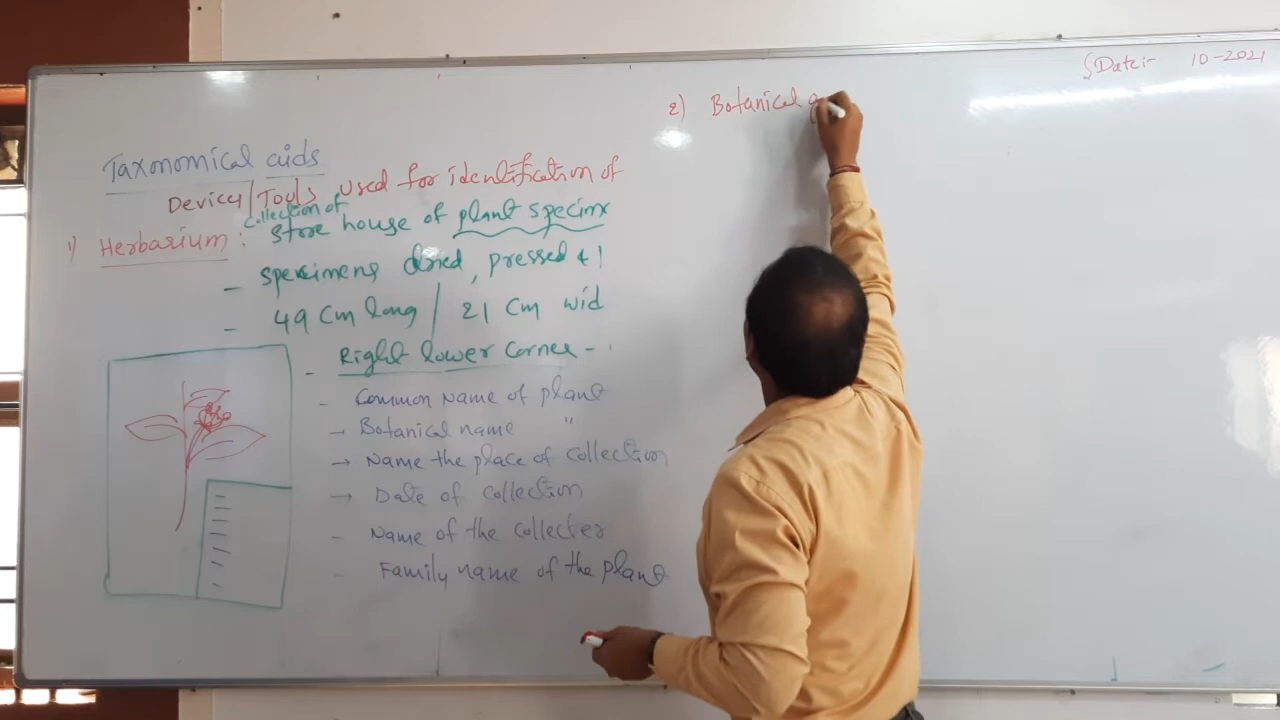 Date:- 10-2021
Taxonomical aids
Devices/Tools used for identification of
1) Herbarium : Collection of
Store house of plant specim
- specimens dried, pressed &
- 49 cm long / 21 cm wid
- Right lower corner -
- Common name of plant
→ Botanical name "
→ Name the place of collection
→ Date of collection
- Name of the collecter
- Family name of the plant
2) Botanical g